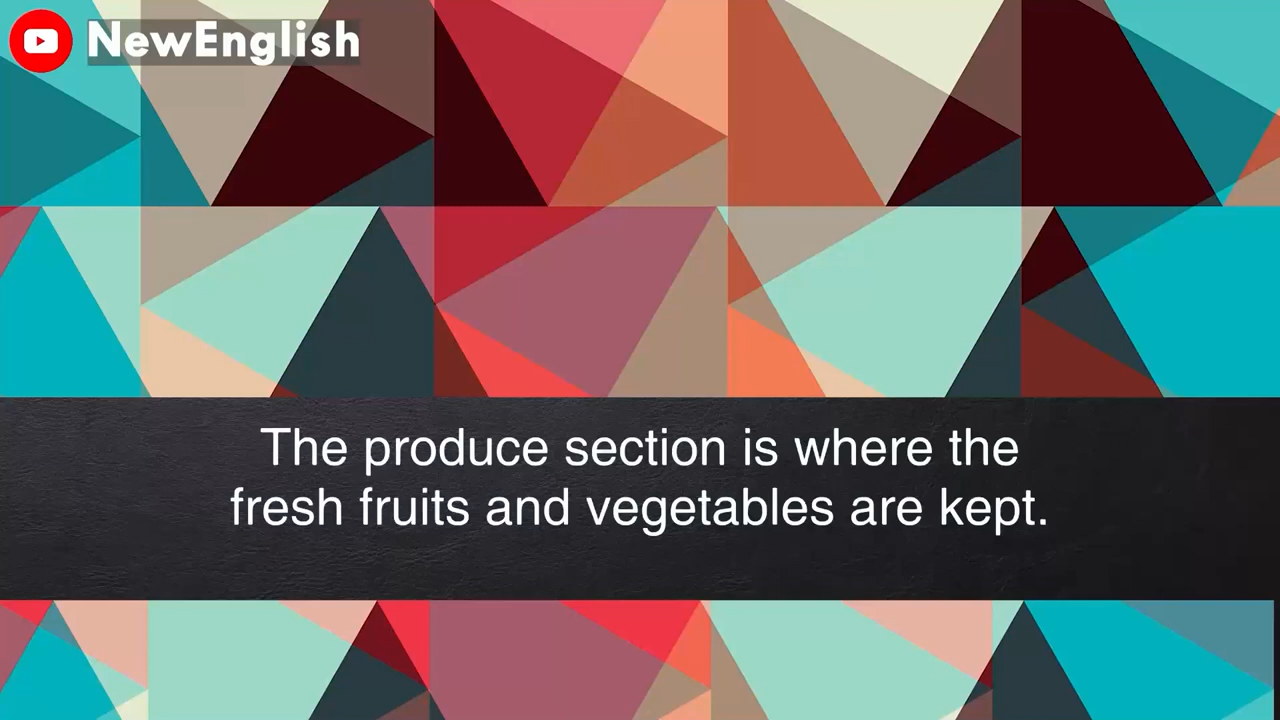 NewEnglish
The produce section is where the
fresh fruits and vegetables are kept.